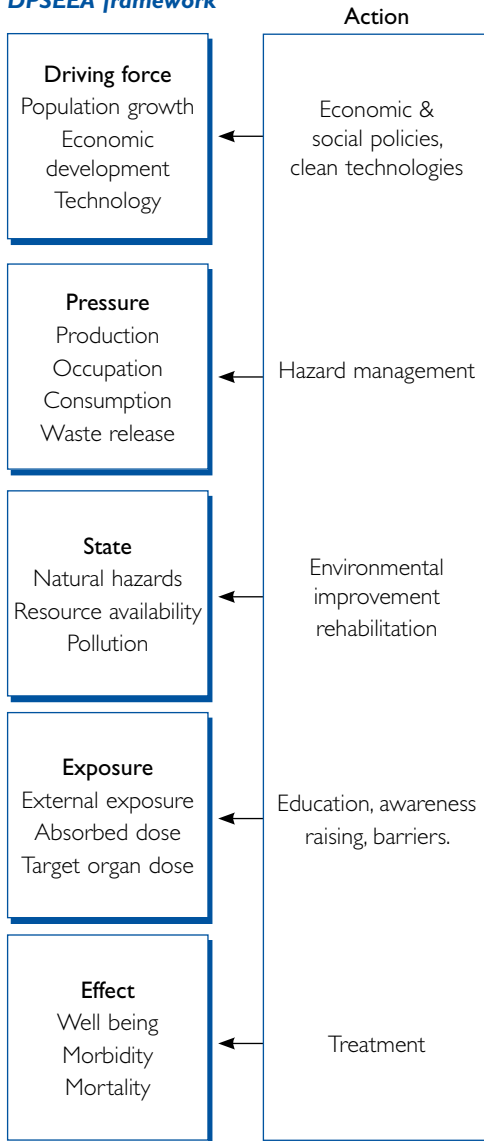 DPSEEA framework
Action
Driving force
Population growth
Economic
development
Technology
Economic &
social policies,
clean technologies
Pressure
Production
Occupation
Consumption
Waste release
Hazard management
State
Natural hazards
Resource availability
Pollution
Environmental
improvement
rehabilitation
Exposure
External exposure
Absorbed dose
Target organ dose
Education, awareness
raising, barriers.
Effect
Well being
Morbidity
Mortality
Treatment